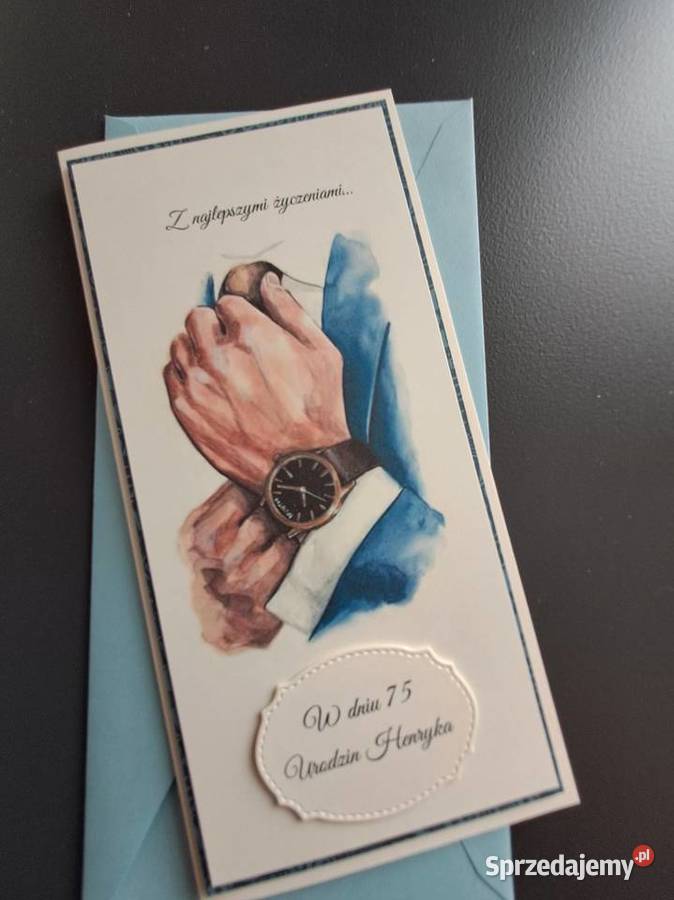 Z najlepszymi życzeniami...
W dniu 75
Urodzin Henryka
Sprzedajemy.pl